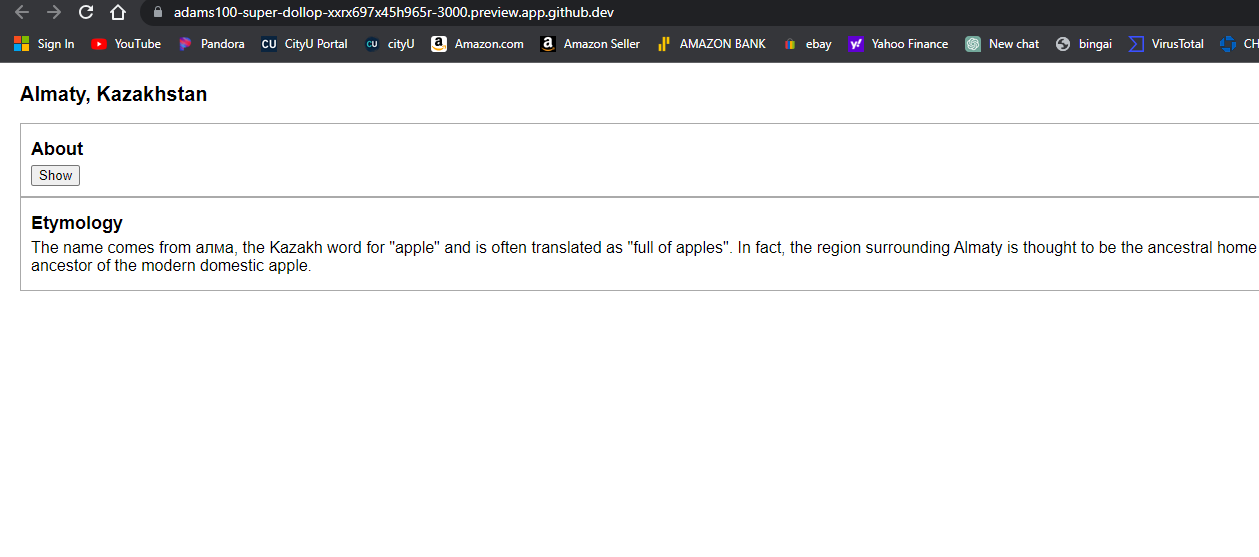 adams100-super-dollop-xxrx697x45h965r-3000.preview.app.github.dev
Sign In YouTube Pandora CU CityU Portal CU cityU a Amazon.com a Amazon Seller AMAZON BANK ebay y! Yahoo Finance New chat bingai VirusTotal CH
Almaty, Kazakhstan
About
Show
Etymology
The name comes from алма, the Kazakh word for "apple" and is often translated as "full of apples". In fact, the region surrounding Almaty is thought to be the ancestral home
ancestor of the modern domestic apple.